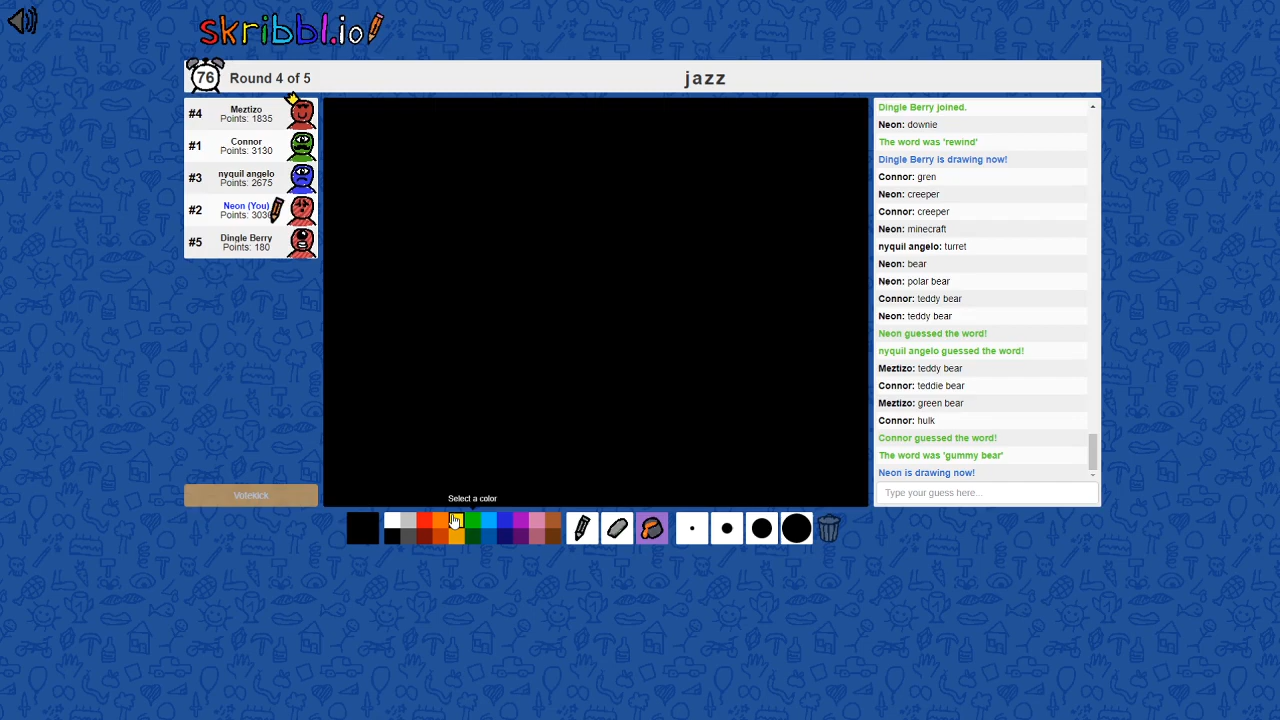 skribbl.io
76
Round 4 of 5
jazz
#4
Meztizo
Points: 1835
#1
Connor
Points: 3130
#3
nyquil angelo
Points: 2675
#2
Neon (You)
Points: 3030
#5
Dingle Berry
Points: 180
Votekick
Dingle Berry joined.
Neon: downie
The word was 'rewind'
Dingle Berry is drawing now!
Connor: gren
Neon: creeper
Connor: creeper
Neon: minecraft
nyquil angelo: turret
Neon: bear
Neon: polar bear
Connor: teddy bear
Neon: teddy bear
Neon guessed the word!
nyquil angelo guessed the word!
Meztizo: teddy bear
Connor: teddie bear
Meztizo: green bear
Connor: hulk
Connor guessed the word!
The word was 'gummy bear'
Neon is drawing now!
Type your guess here...
Select a color